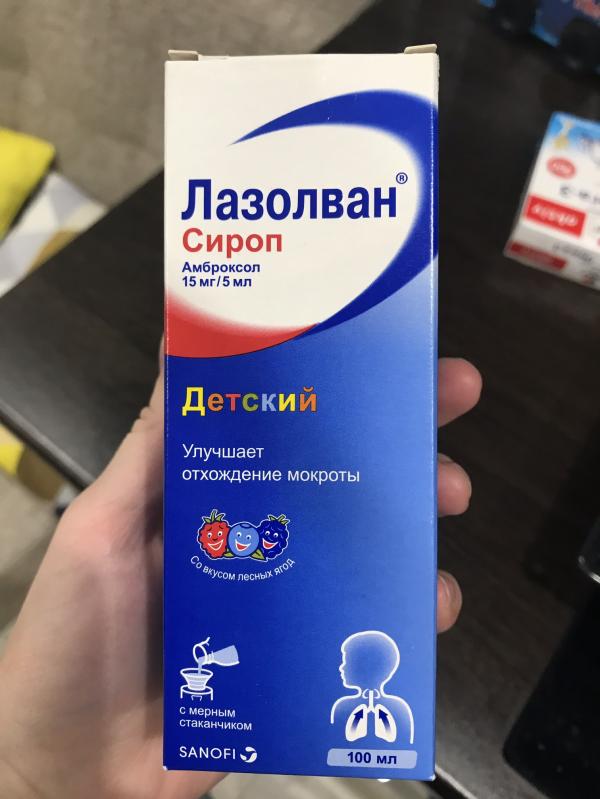 Лазолван®
Сироп
Амброксол
15 мг/5 мл
Детский
Улучшает
отхождение мокроты
Со вкусом лесных ягод
с мерным
стаканчиком
SANOFI
100 мл